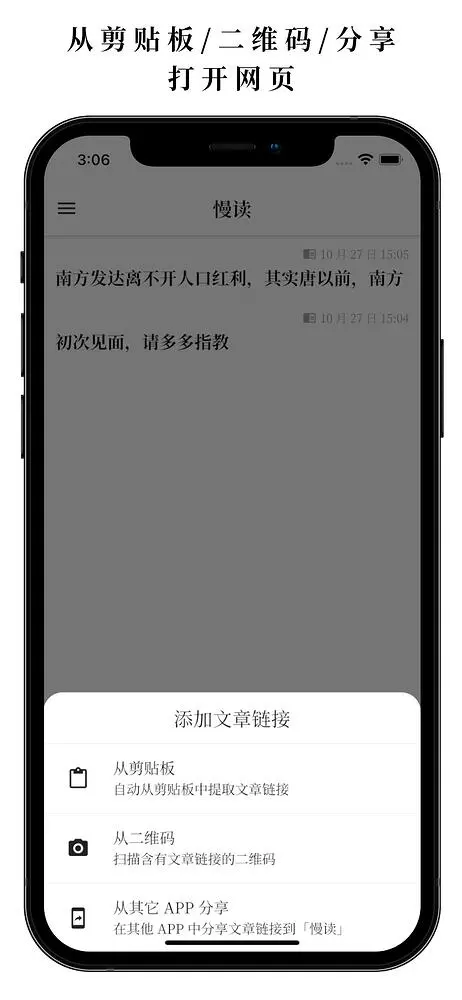 从剪贴板/二维码/分享
打开网页
3:06
慢读
10 月 27 日 15:05
南方发达离不开人口红利，其实唐以前，南方
10 月 27 日 15:04
初次见面，请多多指教
添加文章链接
从剪贴板
自动从剪贴板中提取文章链接
从二维码
扫描含有文章链接的二维码
从其它 APP 分享
在其他 APP 中分享文章链接到「慢读」